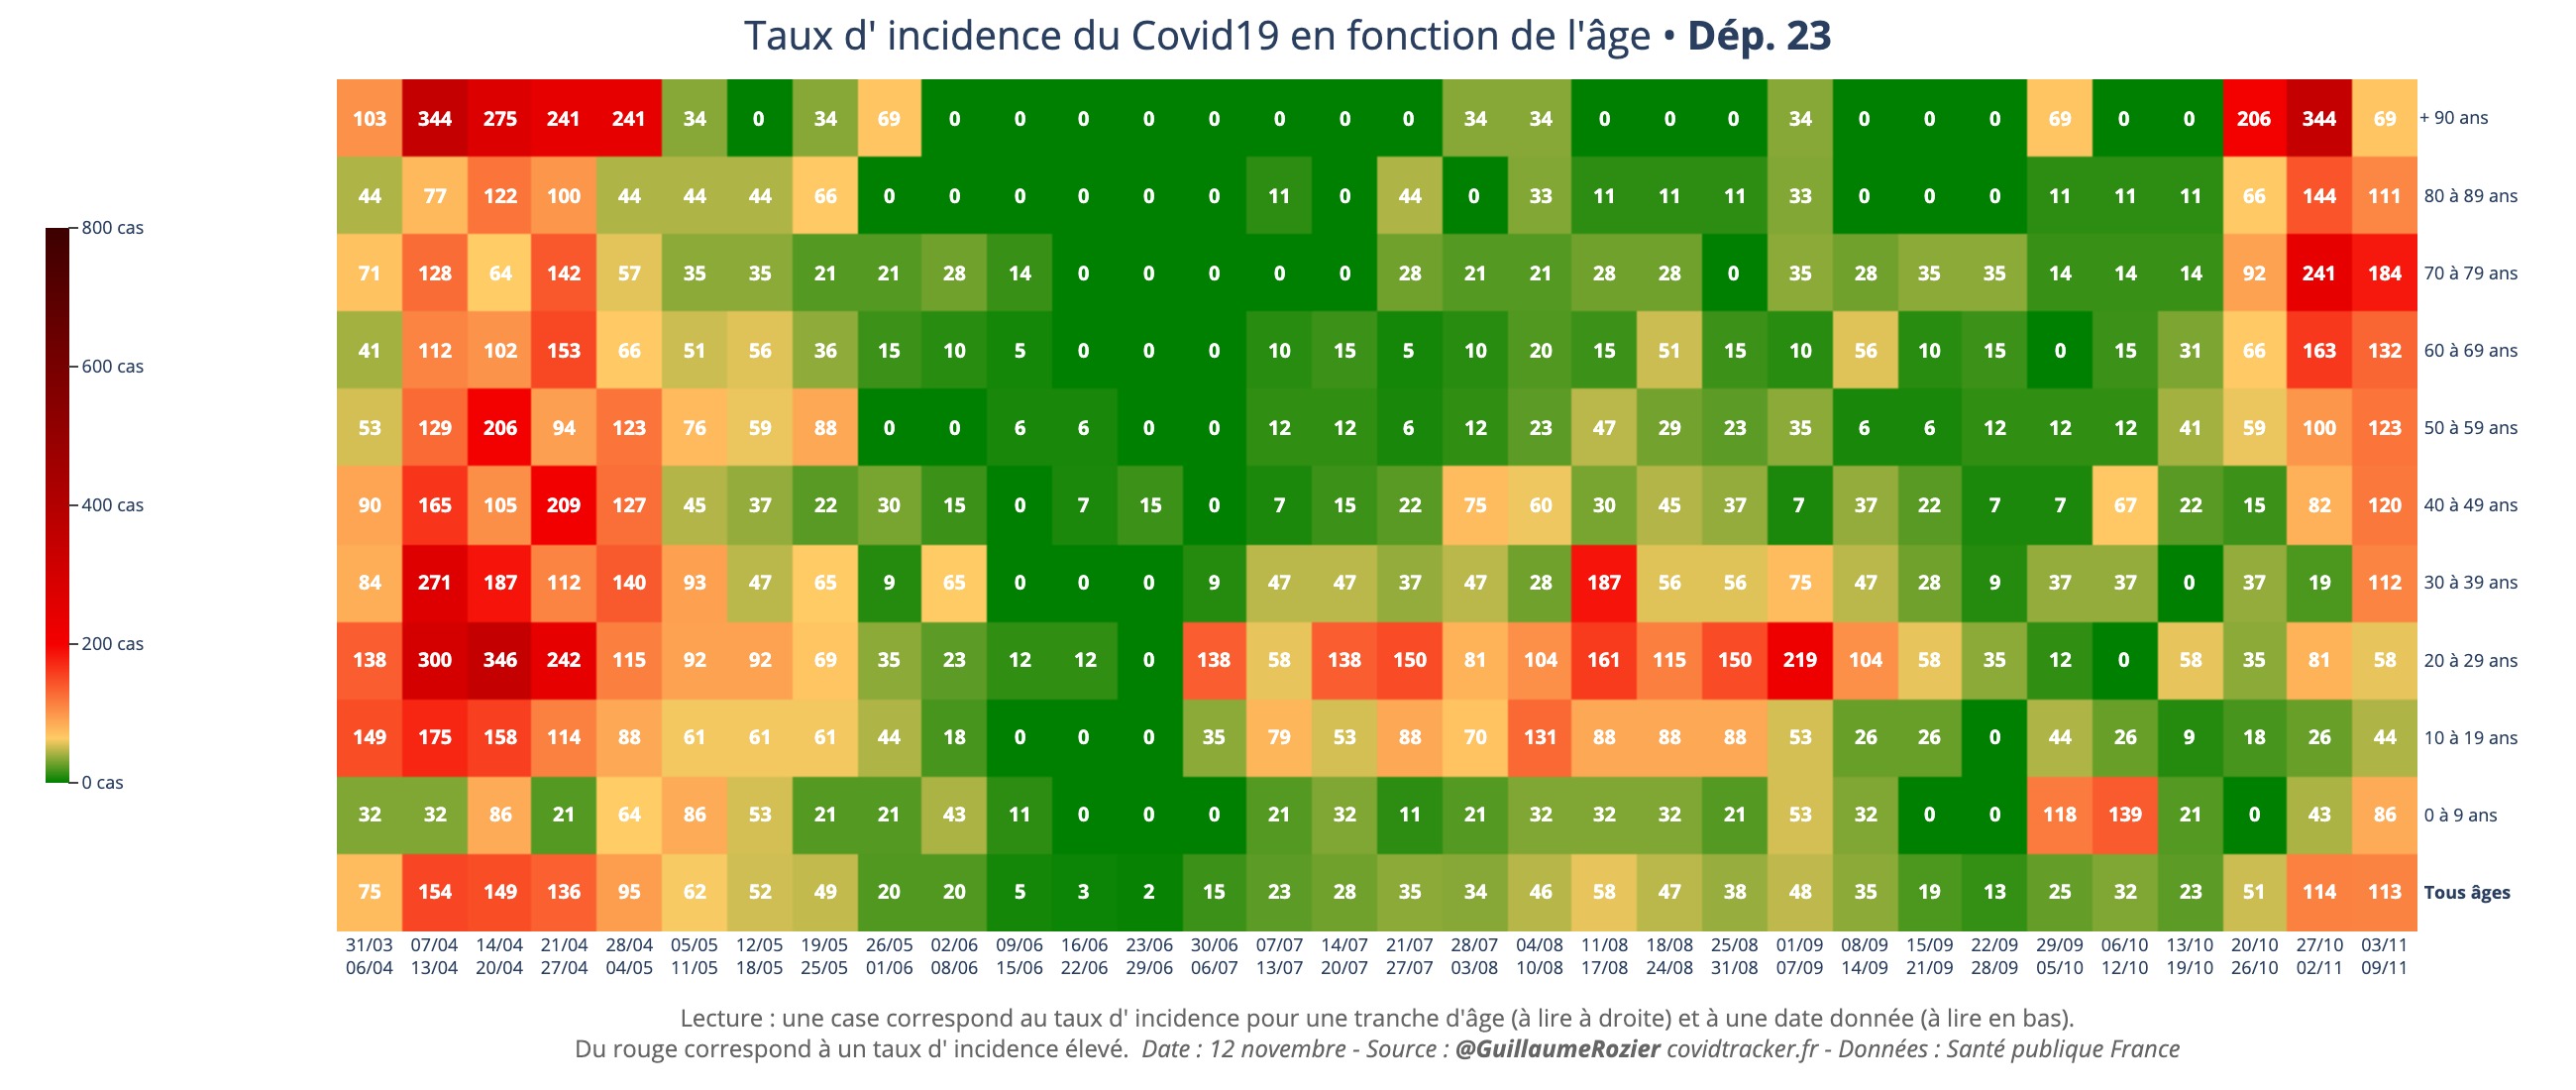 Taux d' incidence du Covid19 en fonction de l'âge • Dép. 23
103 344 275 241 241 34 0 34 69 0 0 0 0 0 0 0 0 34 34 0 0 0 34 0 0 0 69 0 0 206 344 69 + 90 ans
44 77 122 100 44 44 44 66 0 0 0 0 0 0 11 0 44 0 33 11 11 11 33 0 0 0 11 11 11 66 144 111 80 à 89 ans
71 128 64 142 57 35 35 21 21 28 14 0 0 0 0 0 28 21 21 28 28 0 35 28 35 35 14 14 14 92 241 184 70 à 79 ans
41 112 102 153 66 51 56 36 15 10 5 0 0 0 10 15 5 10 20 15 51 15 10 56 10 15 0 15 31 66 163 132 60 à 69 ans
53 129 206 94 123 76 59 88 0 0 6 6 0 0 12 12 6 12 23 47 29 23 35 6 6 12 12 12 41 59 100 123 50 à 59 ans
90 165 105 209 127 45 37 22 30 15 0 7 15 0 7 15 22 75 60 30 45 37 7 37 22 7 7 67 22 15 82 120 40 à 49 ans
84 271 187 112 140 93 47 65 9 65 0 0 0 9 47 47 37 47 28 187 56 56 75 47 28 9 37 37 0 37 19 112 30 à 39 ans
138 300 346 242 115 92 92 69 35 23 12 12 0 138 58 138 150 81 104 161 115 150 219 104 58 35 12 0 58 35 81 58 20 à 29 ans
149 175 158 114 88 61 61 61 44 18 0 0 0 35 79 53 88 70 131 88 88 88 53 26 26 0 44 26 9 18 26 44 10 à 19 ans
32 32 86 21 64 86 53 21 21 43 11 0 0 0 21 32 11 21 32 32 32 21 53 32 0 0 118 139 21 0 43 86 0 à 9 ans
75 154 149 136 95 62 52 49 20 20 5 3 2 15 23 28 35 34 46 58 47 38 48 35 19 13 25 32 23 51 114 113 Tous âges
31/03 07/04 14/04 21/04 28/04 05/05 12/05 19/05 26/05 02/06 09/06 16/06 23/06 30/06 07/07 14/07 21/07 28/07 04/08 11/08 18/08 25/08 01/09 08/09 15/09 22/09 29/09 06/10 13/10 20/10 27/10 03/11
06/04 13/04 20/04 27/04 04/05 11/05 18/05 25/05 01/06 08/06 15/06 22/06 29/06 06/07 13/07 20/07 27/07 03/08 10/08 17/08 24/08 31/08 07/09 14/09 21/09 28/09 05/10 12/10 19/10 26/10 02/11 09/11
800 cas
600 cas
400 cas
200 cas
0 cas
Lecture : une case correspond au taux d' incidence pour une tranche d'âge (à lire à droite) et à une date donnée (à lire en bas).
Du rouge correspond à un taux d' incidence élevé. Date : 12 novembre - Source : @GuillaumeRozier covidtracker.fr - Données : Santé publique France